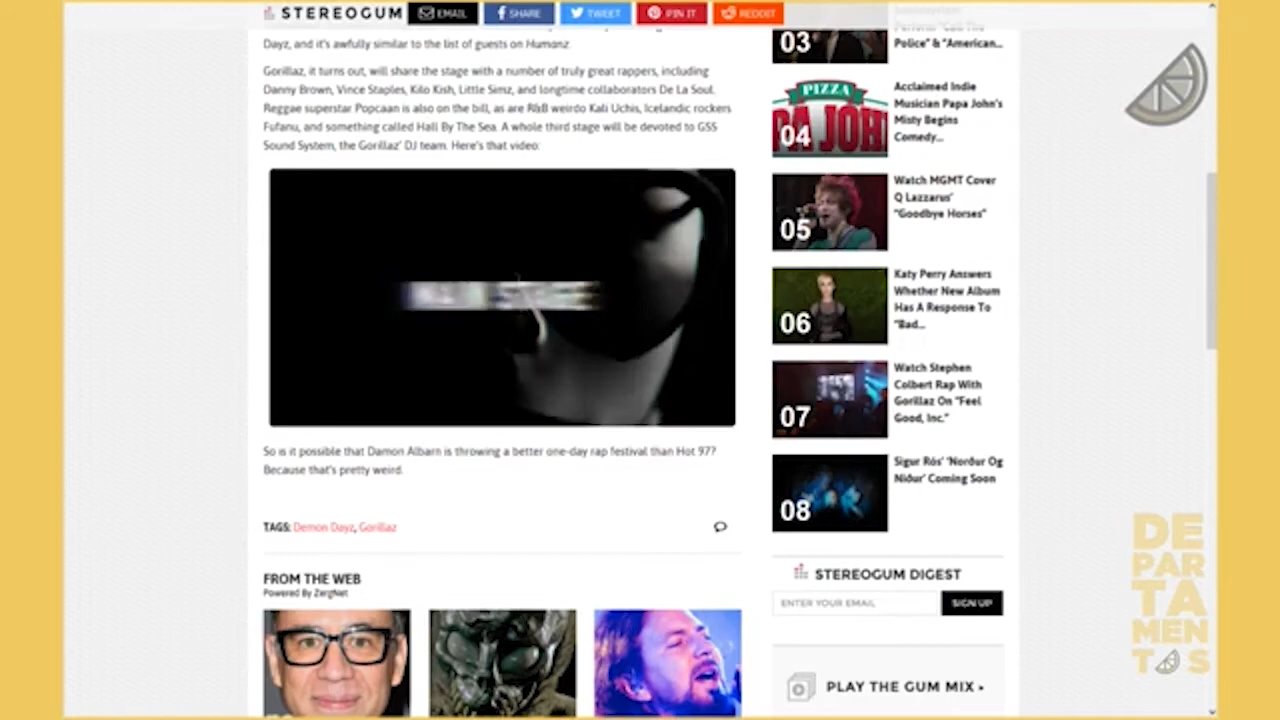 STEREOGUM
EMAIL
SHARE
TWEET
PIN IT
REDDIT
Dayz, and it's awfully similar to the list of guests on Humanz.
Gorillaz, it turns out, will share the stage with a number of truly great rappers, including
Danny Brown, Vince Staples, Kilo Kish, Little Simz, and longtime collaborators De La Soul.
Reggae superstar Popcaan is also on the bill, as are R&B weirdo Kali Uchis, Icelandic rockers
Fufanu, and something called Hall By The Sea. A whole third stage will be devoted to GSS
Sound System, the Gorillaz' DJ team. Here's that video:
So is it possible that Damon Albarn is throwing a better one-day rap festival than Hot 97?
Because that's pretty weird.
TAGS: Demon Dayz, Gorillaz
FROM THE WEB
Powered By ZergNet
03
Perform "Call The
Police" & "American...
PIZZA
PA JOH
04
Acclaimed Indie
Musician Papa John's
Misty Begins
Comedy...
05
Watch MGMT Cover
Q Lazzarus'
"Goodbye Horses"
06
Katy Perry Answers
Whether New Album
Has A Response To
"Bad...
07
Watch Stephen
Colbert Rap With
Gorillaz On "Feel
Good, Inc."
08
Sigur Rós' 'Norður Og
Niður' Coming Soon
STEREOGUM DIGEST
ENTER YOUR EMAIL
SIGN UP
PLAY THE GUM MIX
DE
PAR
TA
MEN
T S